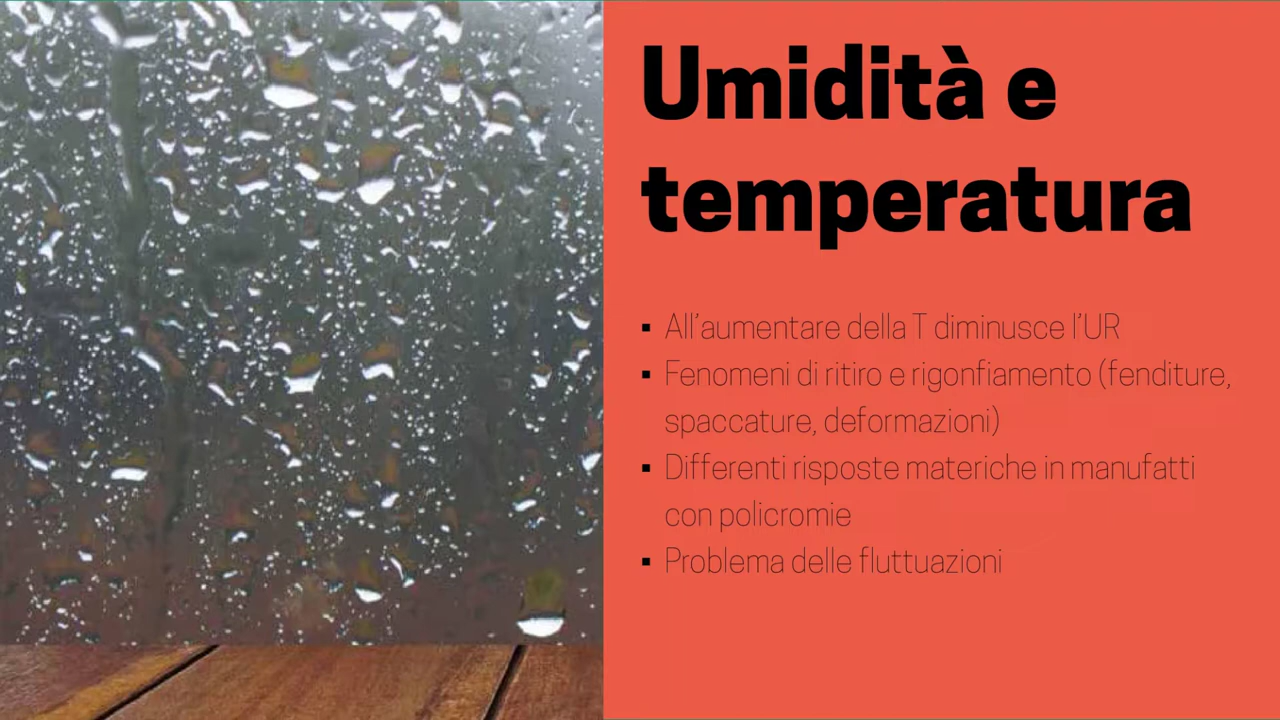 Umidità e
temperatura
▪ All'aumentare della T diminusce l'UR
▪ Fenomeni di ritiro e rigonfiamento (fenditure,
spaccature, deformazioni)
▪ Differenti risposte materiche in manufatti
con policromie
▪ Problema delle fluttuazioni